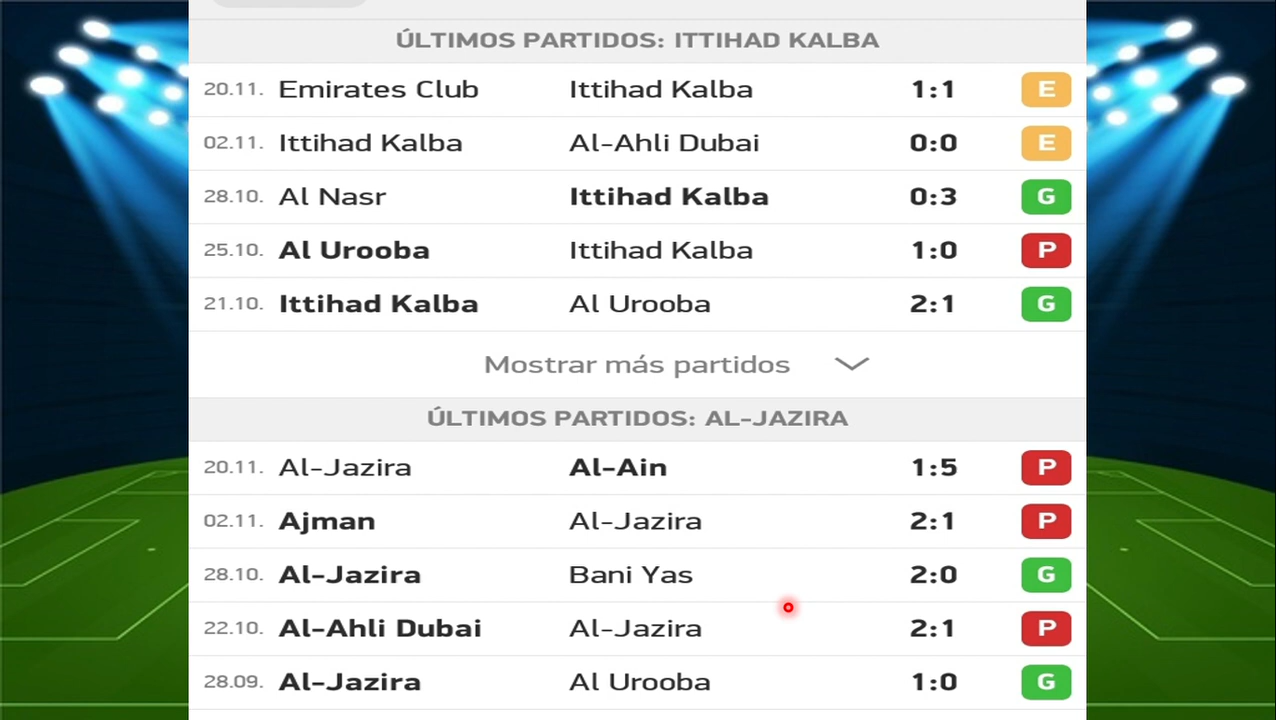 ÚLTIMOS PARTIDOS: ITTIHAD KALBA
20.11. Emirates Club Ittihad Kalba 1:1 E
02.11. Ittihad Kalba Al-Ahli Dubai 0:0 E
28.10. Al Nasr Ittihad Kalba 0:3 G
25.10. Al Urooba Ittihad Kalba 1:0 P
21.10. Ittihad Kalba Al Urooba 2:1 G
Mostrar más partidos
ÚLTIMOS PARTIDOS: AL-JAZIRA
20.11. Al-Jazira Al-Ain 1:5 P
02.11. Ajman Al-Jazira 2:1 P
28.10. Al-Jazira Bani Yas 2:0 G
22.10. Al-Ahli Dubai Al-Jazira 2:1 P
28.09. Al-Jazira Al Urooba 1:0 G